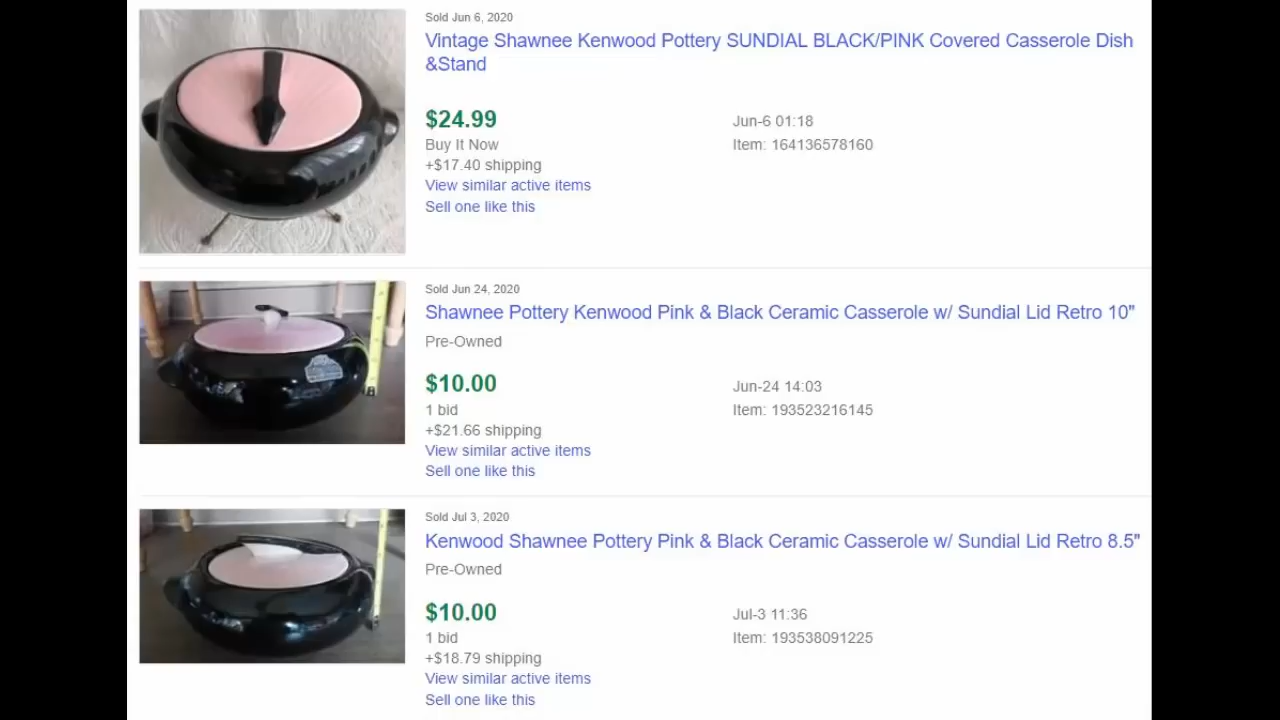 Sold Jun 6, 2020
Vintage Shawnee Kenwood Pottery SUNDIAL BLACK/PINK Covered Casserole Dish
&Stand
$24.99
Jun-6 01:18
Buy It Now
Item: 164136578160
+$17.40 shipping
View similar active items
Sell one like this
Sold Jun 24, 2020
Shawnee Pottery Kenwood Pink & Black Ceramic Casserole w/ Sundial Lid Retro 10"
Pre-Owned
$10.00
Jun-24 14:03
1 bid
Item: 193523216145
+$21.66 shipping
View similar active items
Sell one like this
Sold Jul 3, 2020
Kenwood Shawnee Pottery Pink & Black Ceramic Casserole w/ Sundial Lid Retro 8.5"
Pre-Owned
$10.00
Jul-3 11:36
1 bid
Item: 193538091225
+$18.79 shipping
View similar active items
Sell one like this